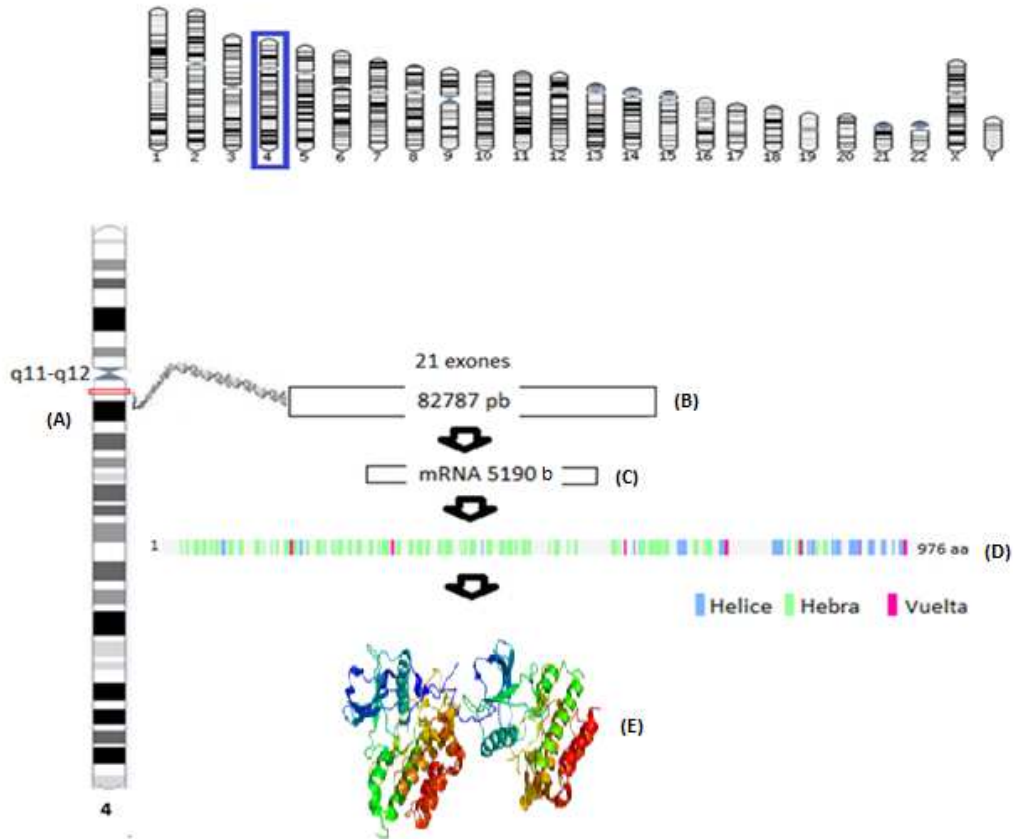 1 2 3 4 5 6 7 8 9 10 11 12 13 14 15 16 17 18 19 20 21 22 X Y
q11-q12
(A)
21 exones
82787 pb
(B)
mRNA 5190 b
(C)
1
976 aa
(D)
Helice Hebra Vuelta
(E)
4